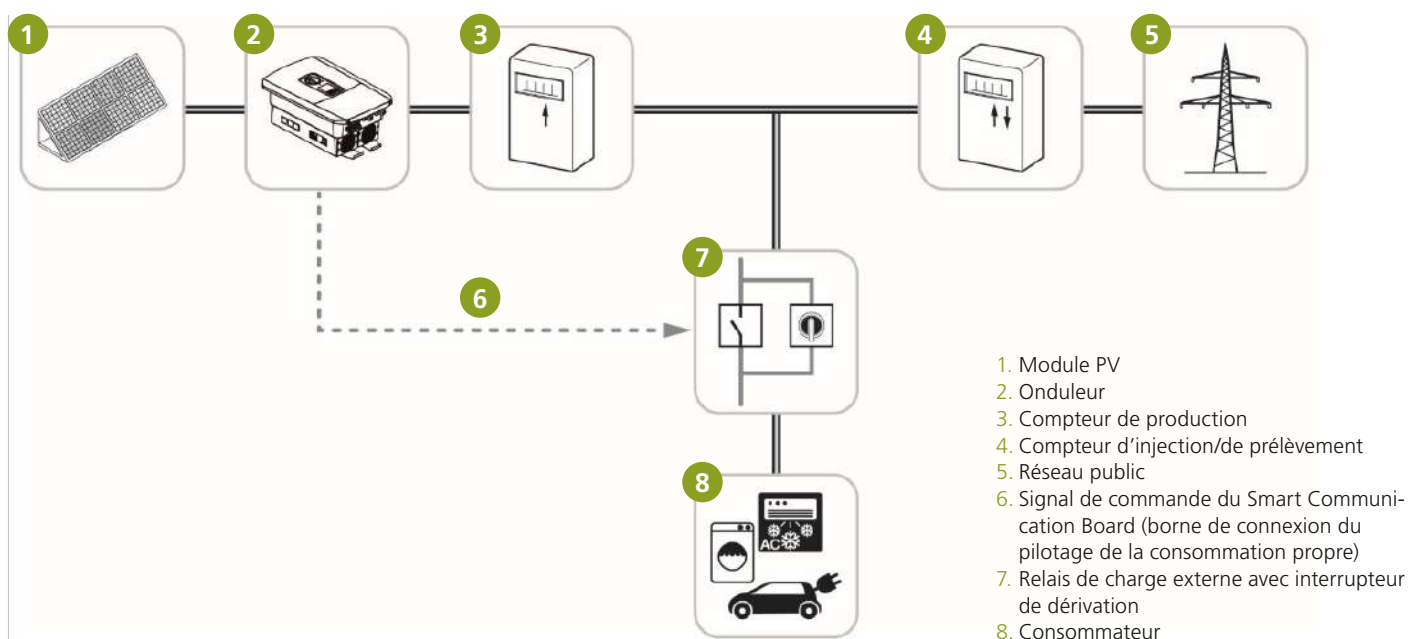 1
2
3
4
5
6
7
8
AC
1. Module PV
2. Onduleur
3. Compteur de production
4. Compteur d’injection/de prélèvement
5. Réseau public
6. Signal de commande du Smart Communi-
cation Board (borne de connexion du
pilotage de la consommation propre)
7. Relais de charge externe avec interrupteur
de dérivation
8. Consommateur